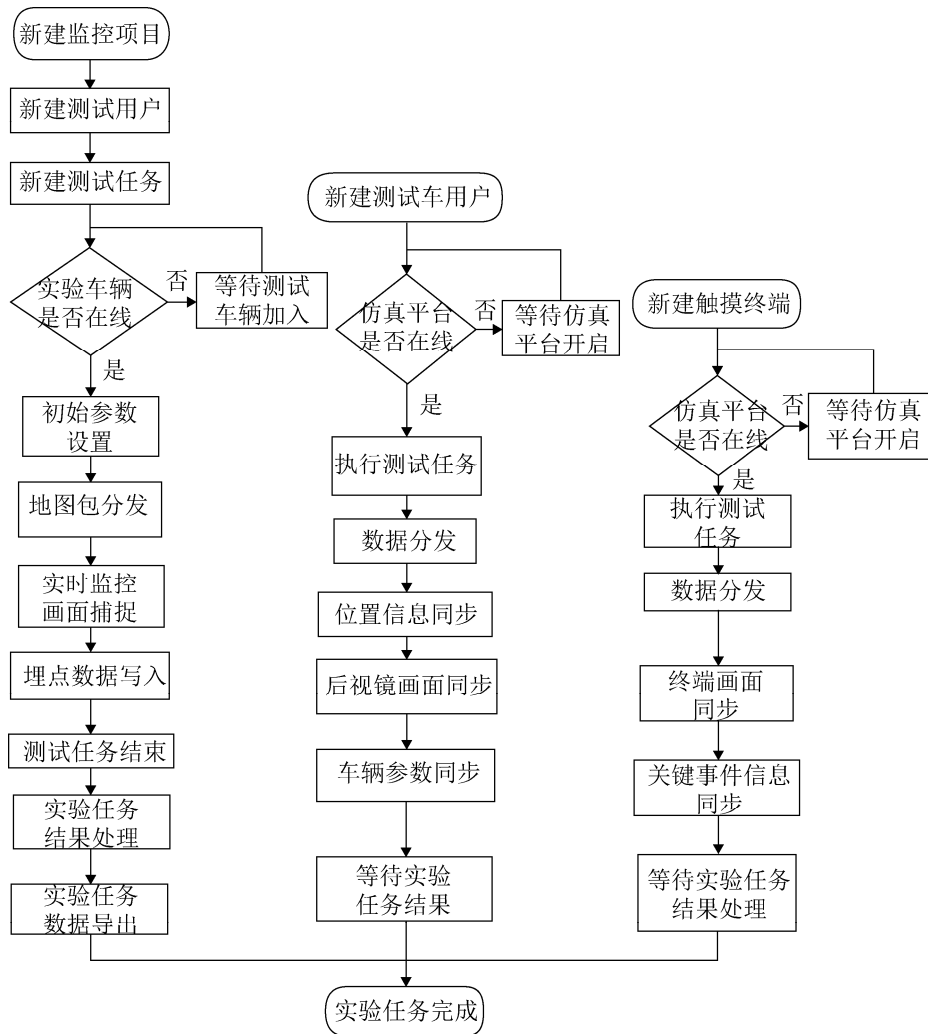 新建监控项目
新建测试用户
新建测试任务
实验车辆
是否在线
否
等待测试
车辆加入
是
初始参数
设置
地图包分发
实时监控
画面捕捉
埋点数据写入
测试任务结束
实验任务
结果处理
实验任务
数据导出
新建测试车用户
仿真平台
是否在线
否
等待仿真
平台开启
是
执行测试任务
数据分发
位置信息同步
后视镜画面同步
车辆参数同步
等待实验
任务结果
新建触摸终端
仿真平台
是否在线
否
等待仿真
平台开启
是
执行测试
任务
数据分发
终端画面
同步
关键事件信息
同步
等待实验任务
结果处理
实验任务完成